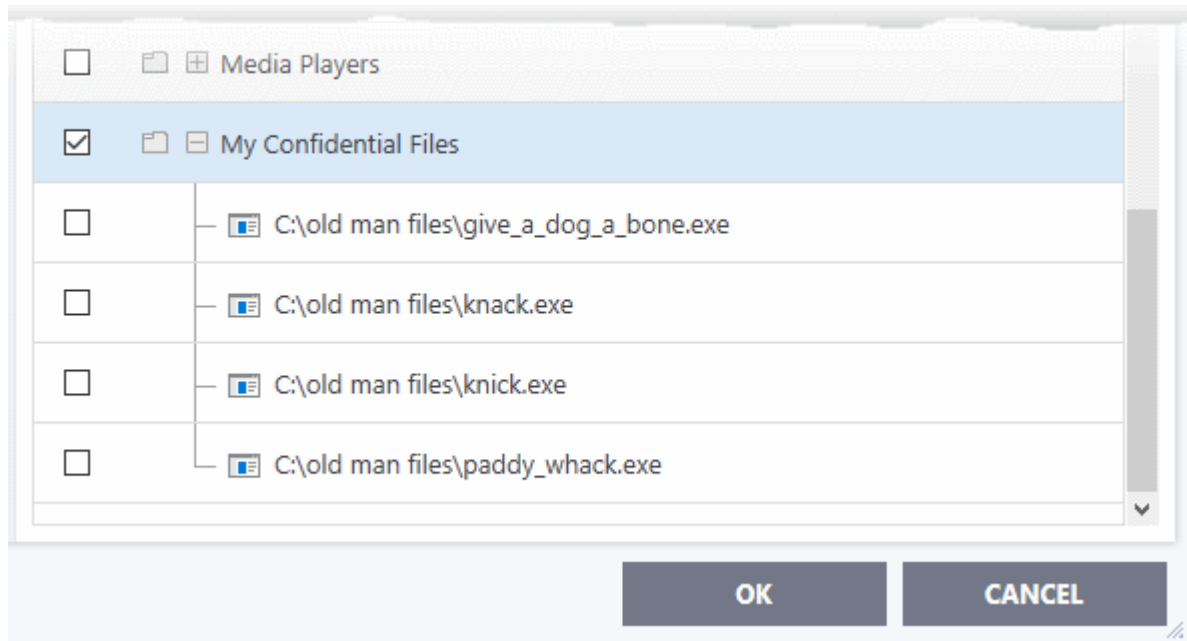 Media Players
My Confidential Files
C:\old man files\give_a_dog_a_bone.exe
C:\old man files\knack.exe
C:\old man files\knick.exe
C:\old man files\paddy_whack.exe
OK CANCEL